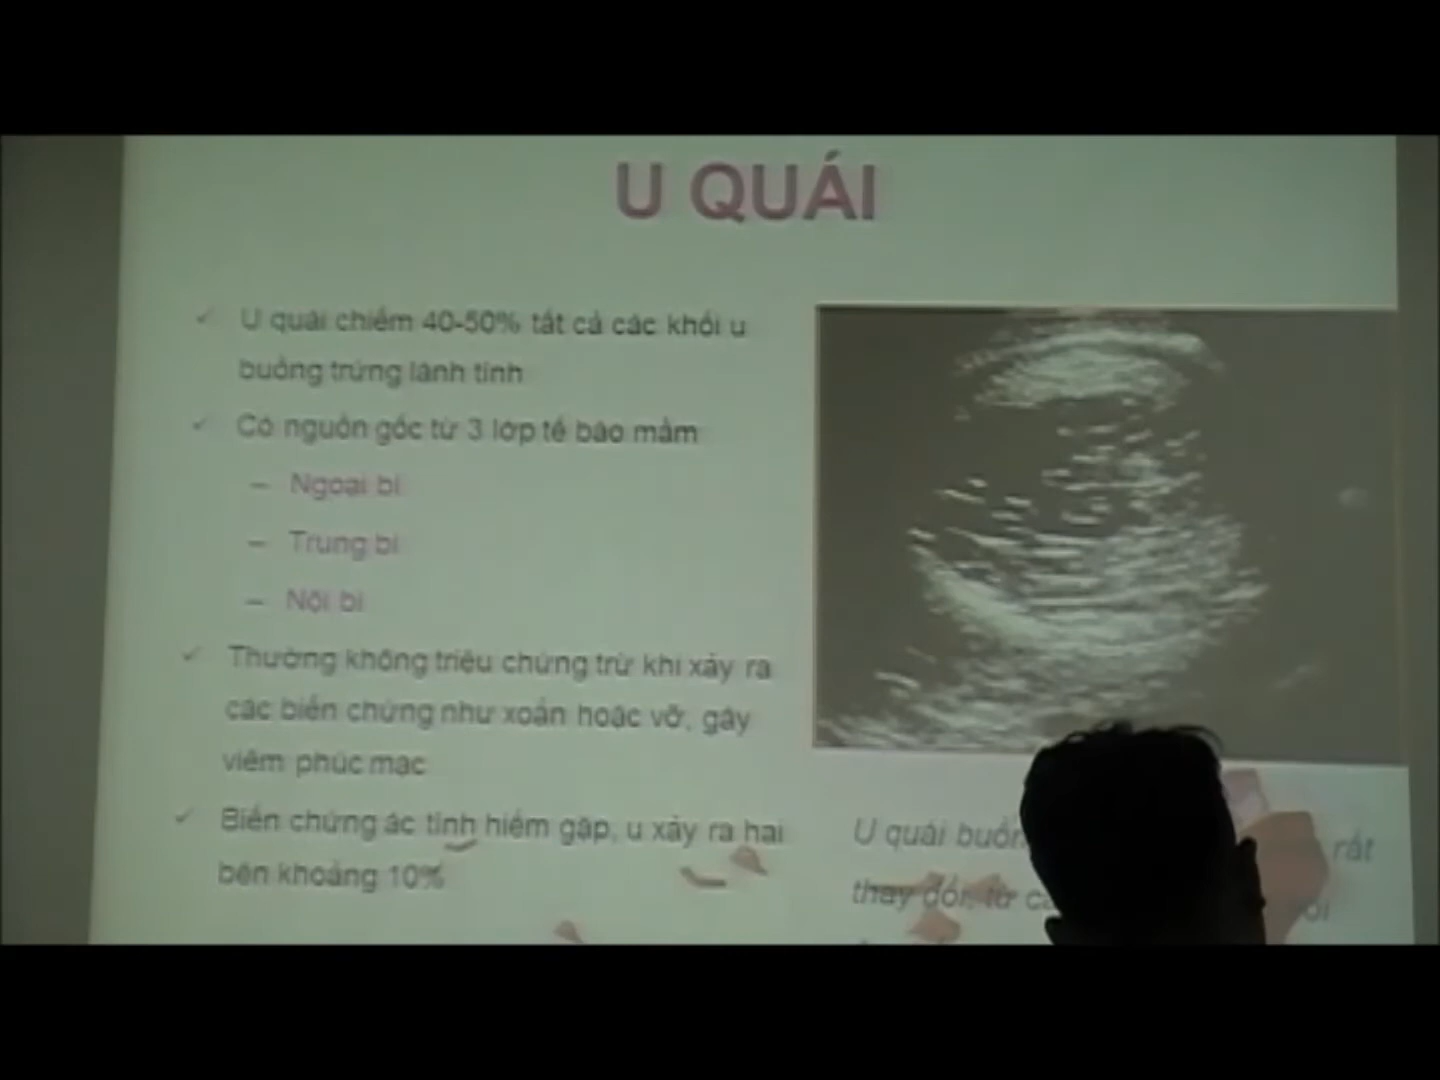 U QUÁI
U quái chiếm 40-50% tất cả các khối u
buồng trứng lành tính
Có nguồn gốc từ 3 lớp tế bào mầm
– Ngoại bì
– Trung bì
– Nội bì
Thường không triệu chứng trừ khi xảy ra
các biến chứng như xoắn hoặc vỡ, gây
viêm phúc mạc
Biến chứng ác tính hiếm gặp, u xảy ra hai
bên khoảng 10%
U quái rất
thay đổi, từ